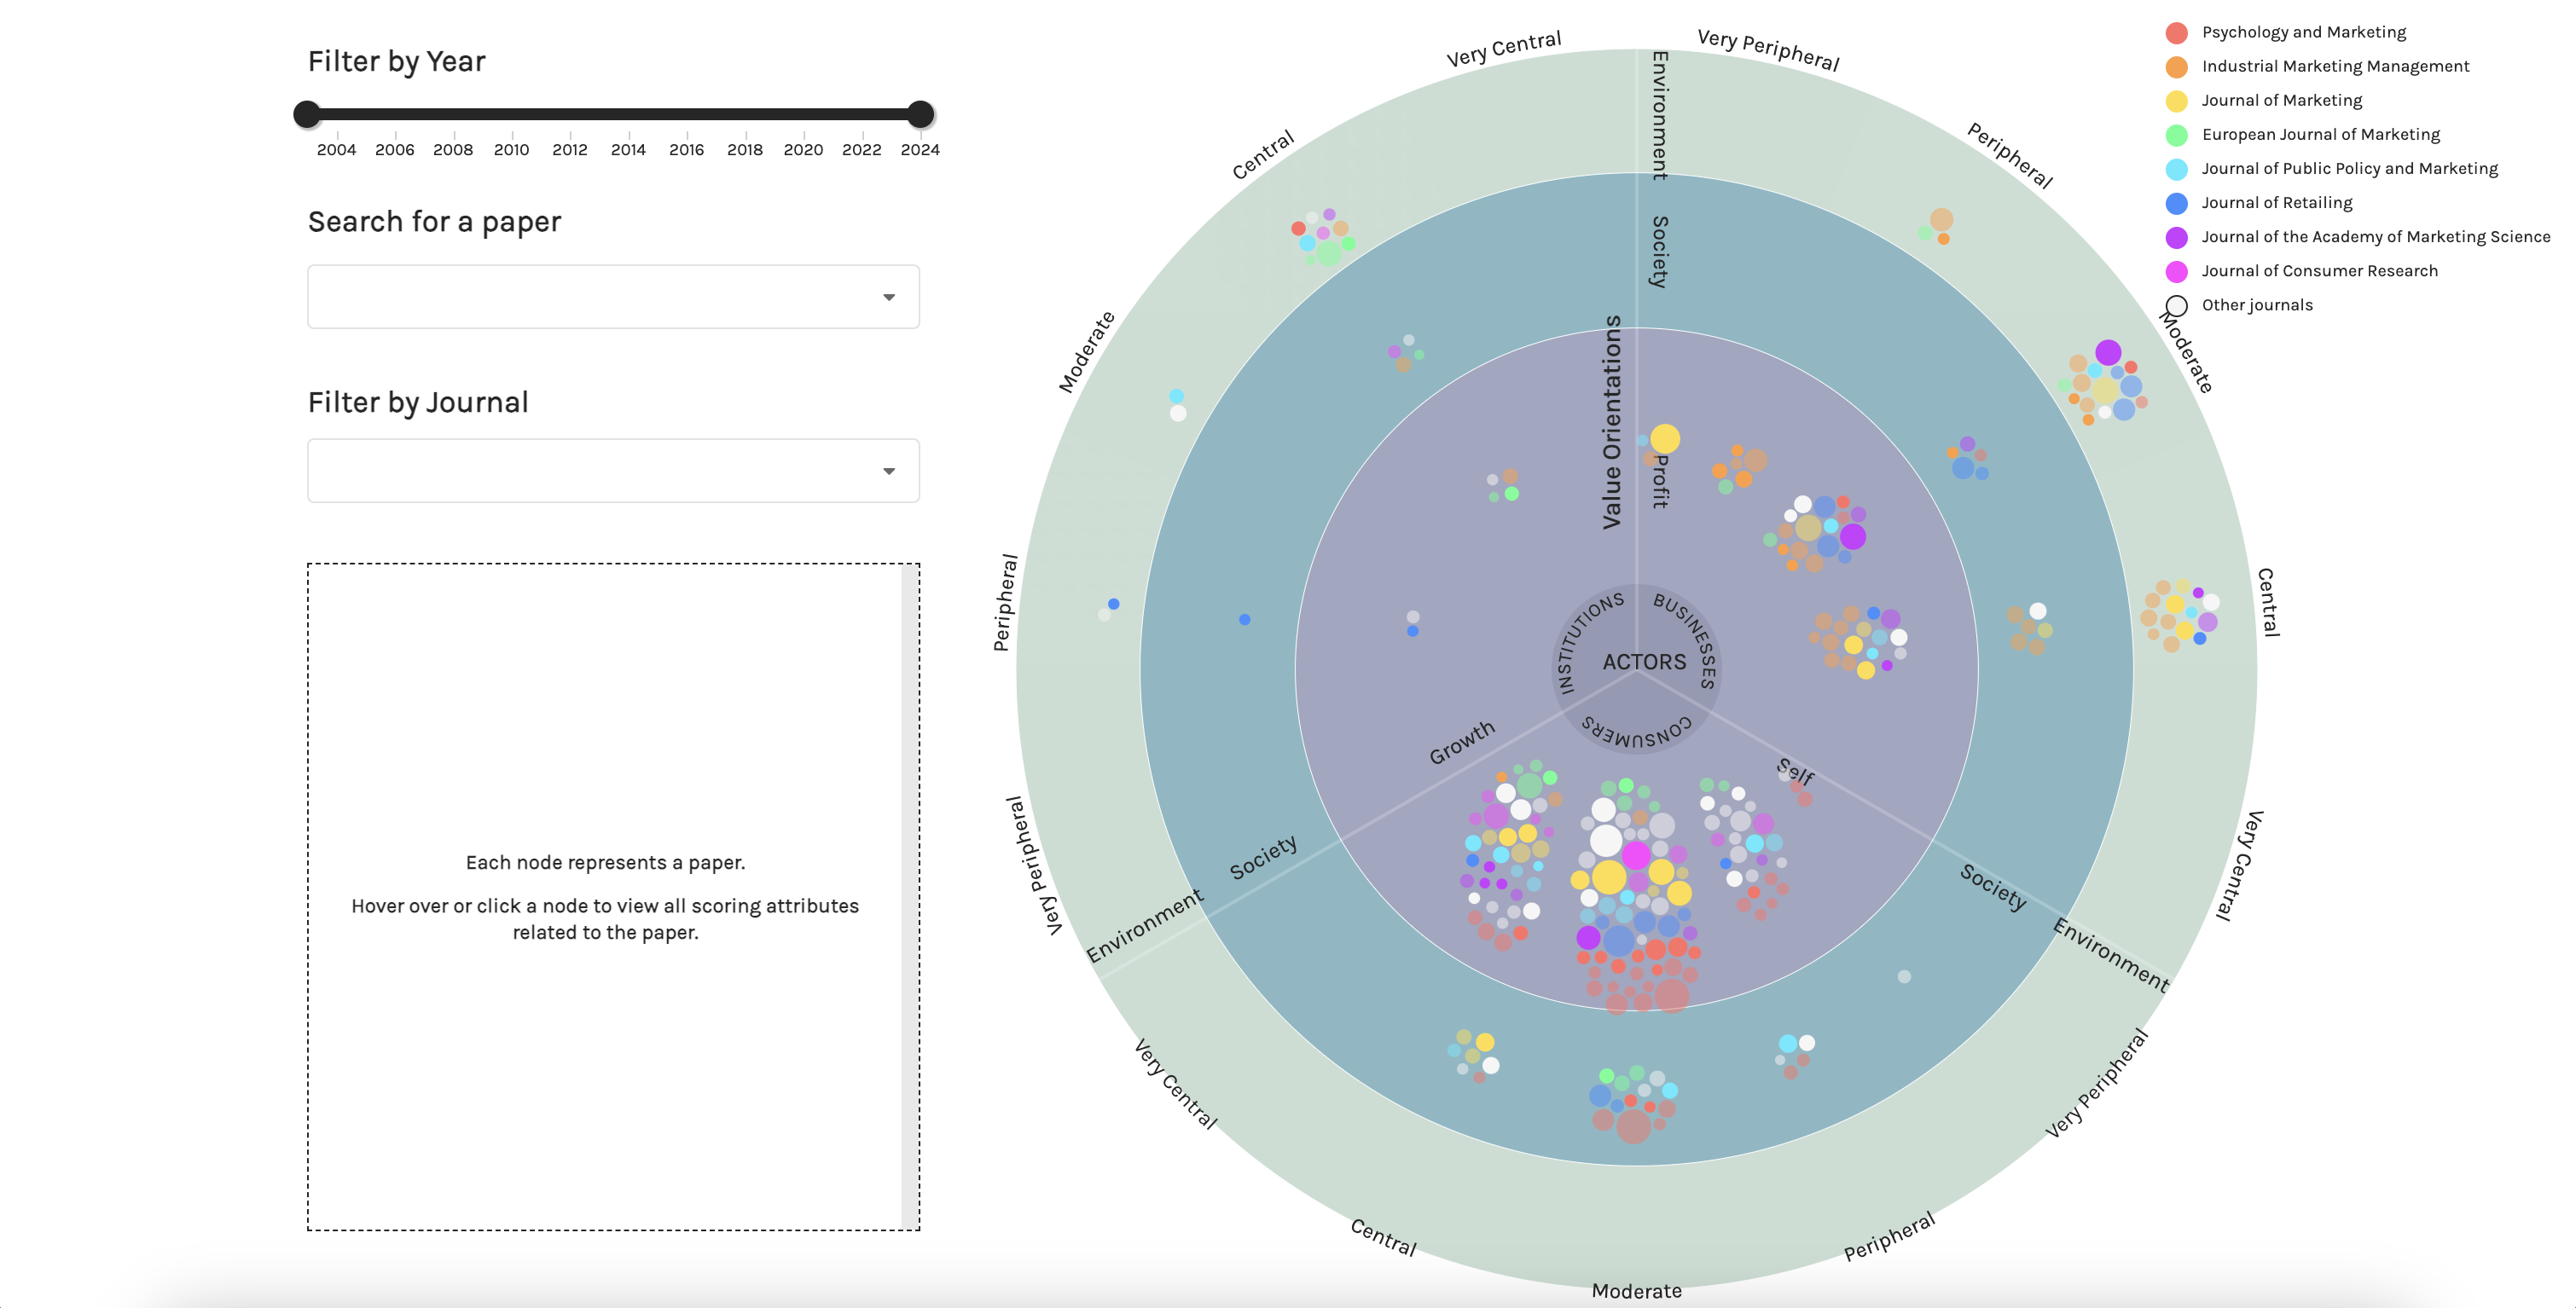 Filter by Year
2004 2006 2008 2010 2012 2014 2016 2018 2020 2022 2024
Search for a paper
Filter by Journal
Each node represents a paper.
Hover over or click a node to view all scoring attributes
related to the paper.
Very Central
Very Peripheral
Central
Peripheral
Moderate
Moderate
Peripheral
Central
Very Peripheral
Very Central
Very Central
Very Peripheral
Central
Peripheral
Moderate
Environment
Society
Profit
Value Orientations
INSTITUTIONS
BUSINESSES
CONSUMERS
ACTORS
Growth
Society
Environment
Self
Society
Environment
Psychology and Marketing
Industrial Marketing Management
Journal of Marketing
European Journal of Marketing
Journal of Public Policy and Marketing
Journal of Retailing
Journal of the Academy of Marketing Science
Journal of Consumer Research
Other journals